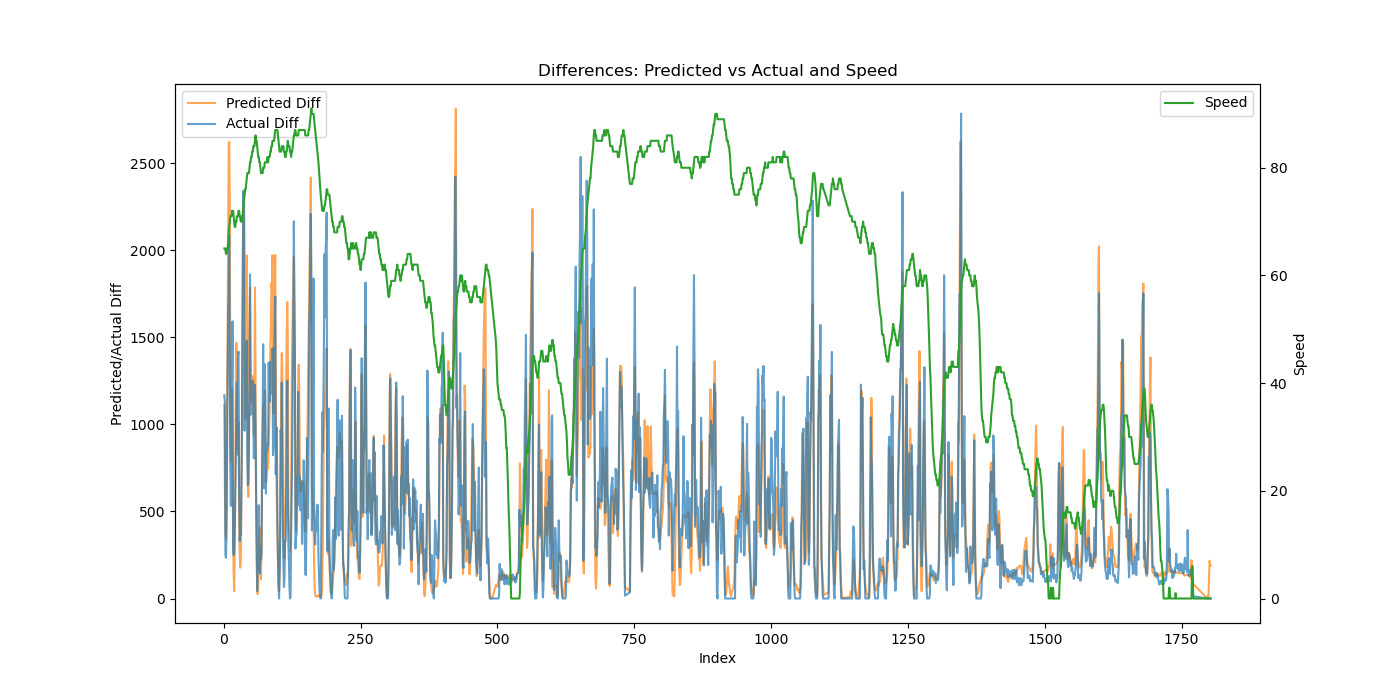 Differences: Predicted vs Actual and Speed
Predicted Diff
Actual Diff
Speed
2500
2000
1500
1000
500
0
Predicted/Actual Diff
80
60
40
20
0
Speed
0
250
500
750
1000
1250
1500
1750
Index